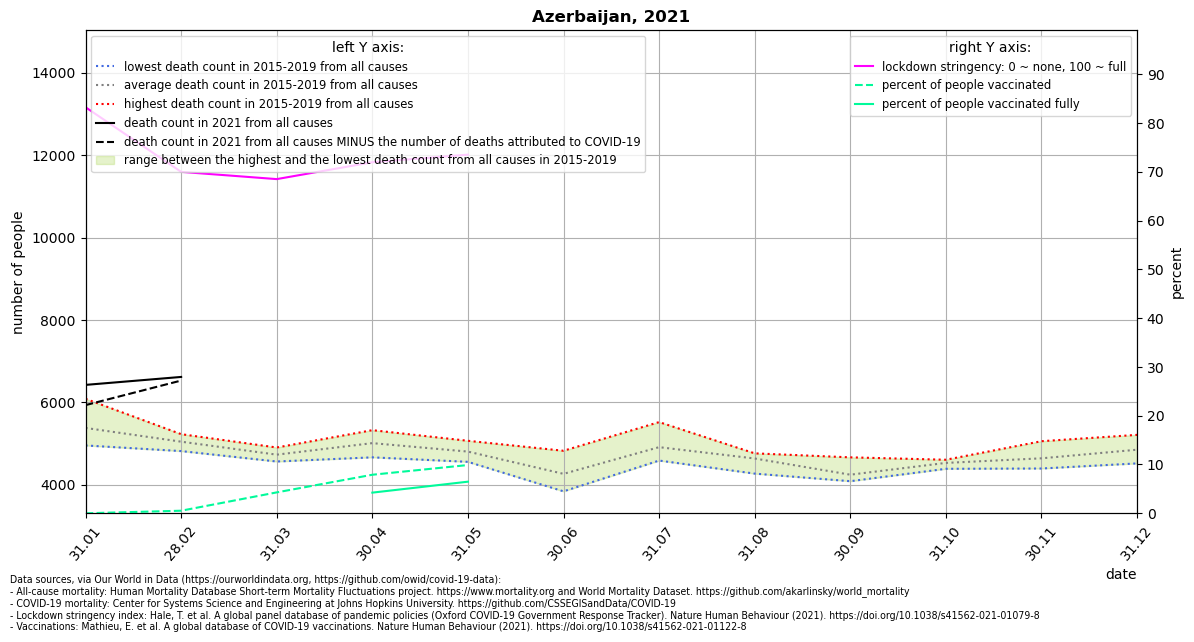 Azerbaijan, 2021
left Y axis:
lowest death count in 2015-2019 from all causes
average death count in 2015-2019 from all causes
highest death count in 2015-2019 from all causes
death count in 2021 from all causes
death count in 2021 from all causes MINUS the number of deaths attributed to COVID-19
range between the highest and the lowest death count from all causes in 2015-2019
right Y axis:
lockdown stringency: 0 ~ none, 100 ~ full
percent of people vaccinated
percent of people vaccinated fully
number of people
14000
12000
10000
8000
6000
4000
percent
90
80
70
60
50
40
30
20
10
0
31.01
28.02
31.03
30.04
31.05
30.06
31.07
31.08
30.09
31.10
30.11
31.12
date
Data sources, via Our World in Data (https://ourworldindata.org, https://github.com/owid/covid-19-data):
- All-cause mortality: Human Mortality Database Short-term Mortality Fluctuations project. https://www.mortality.org and World Mortality Dataset. https://github.com/akarlinsky/world_mortality
- COVID-19 mortality: Center for Systems Science and Engineering at Johns Hopkins University. https://github.com/CSSEGISandData/COVID-19
- Lockdown stringency index: Hale, T. et al. A global panel database of pandemic policies (Oxford COVID-19 Government Response Tracker). Nature Human Behaviour (2021). https://doi.org/10.1038/s41562-021-01079-8
- Vaccinations: Mathieu, E. et al. A global database of COVID-19 vaccinations. Nature Human Behaviour (2021). https://doi.org/10.1038/s41562-021-01122-8